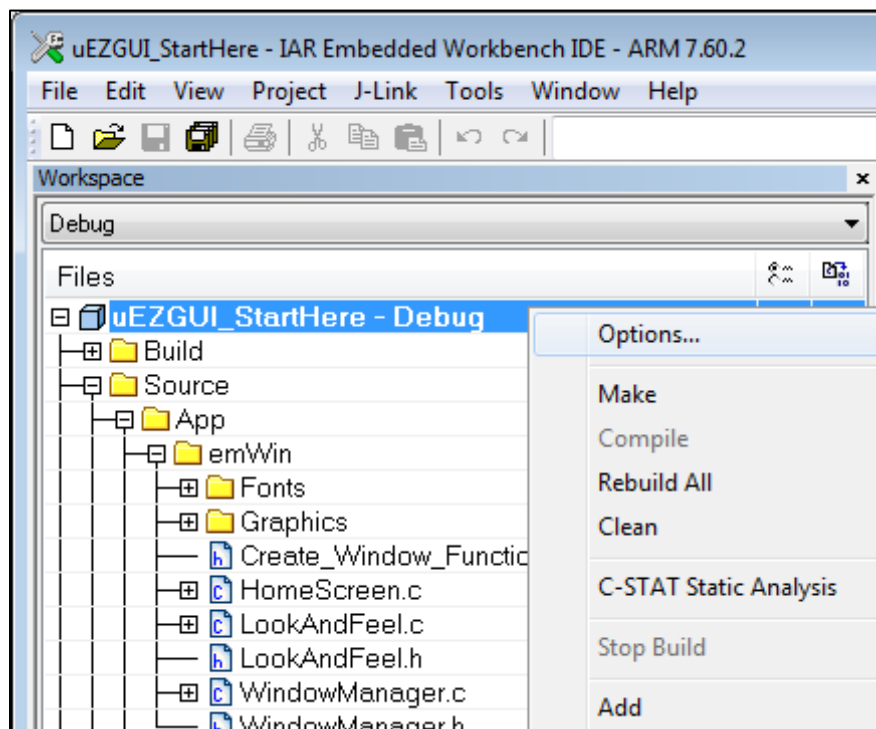 uEZGUI_StartHere - IAR Embedded Workbench IDE - ARM 7.60.2
File Edit View Project J-Link Tools Window Help
Workspace
Debug
Files
uEZGUI_StartHere - Debug
Options...
Build
Source
Make
App
Compile
emWin
Rebuild All
Fonts
Graphics
Clean
Create_Window_Functio
HomeScreen.c
C-STAT Static Analysis
LookAndFeel.c
Stop Build
LookAndFeel.h
WindowManager.c
Add
WindowManager.h